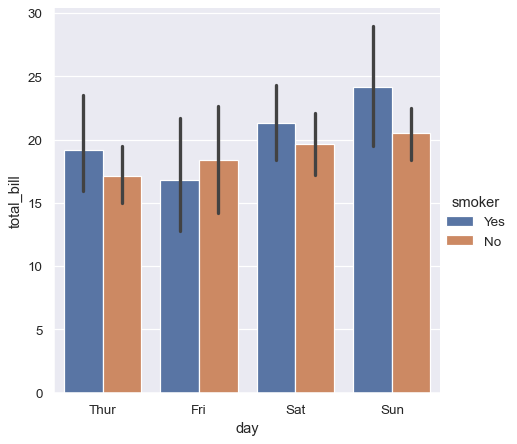 30
25
20
15
10
5
0
total_bill
Thur Fri Sat Sun
day
smoker
Yes
No